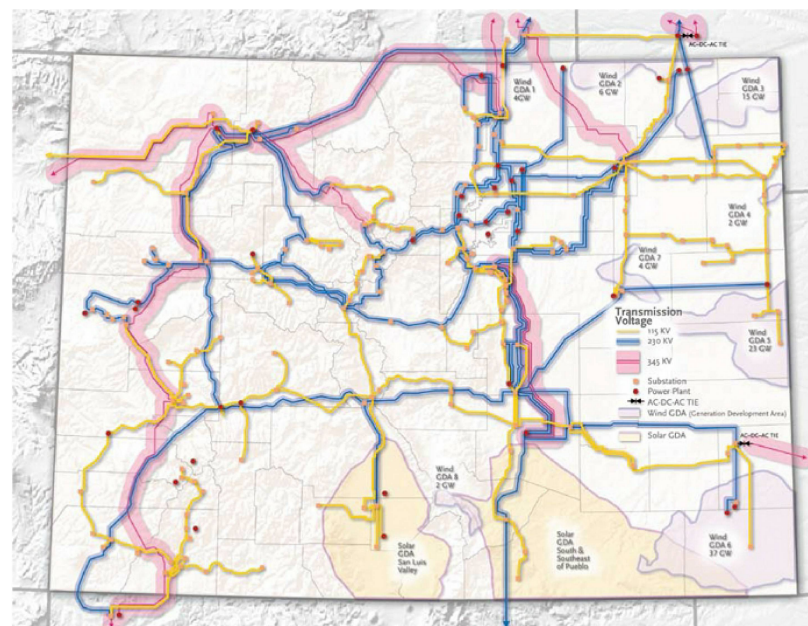 AC-DC-AC TIE
Wind
GDA 1
4GW
Wind
GDA 2
6 GW
Wind
GDA 3
15 GW
Wind
GDA 4
2 GW
Wind
GDA 7
4 GW
Transmission
Voltage
115 KV
230 KV
345 KV
Substation
Power Plant
AC-DC-AC TIE
Wind GDA (Generation Development Area)
Solar GDA
Wind
GDA 5
23 GW
AC-DC-AC TIE
Wind
GDA 8
2 GW
Wind
GDA 6
37 GW
Solar
GDA
San Luis
Valley
Solar
GDA
South &
Southeast
of Pueblo